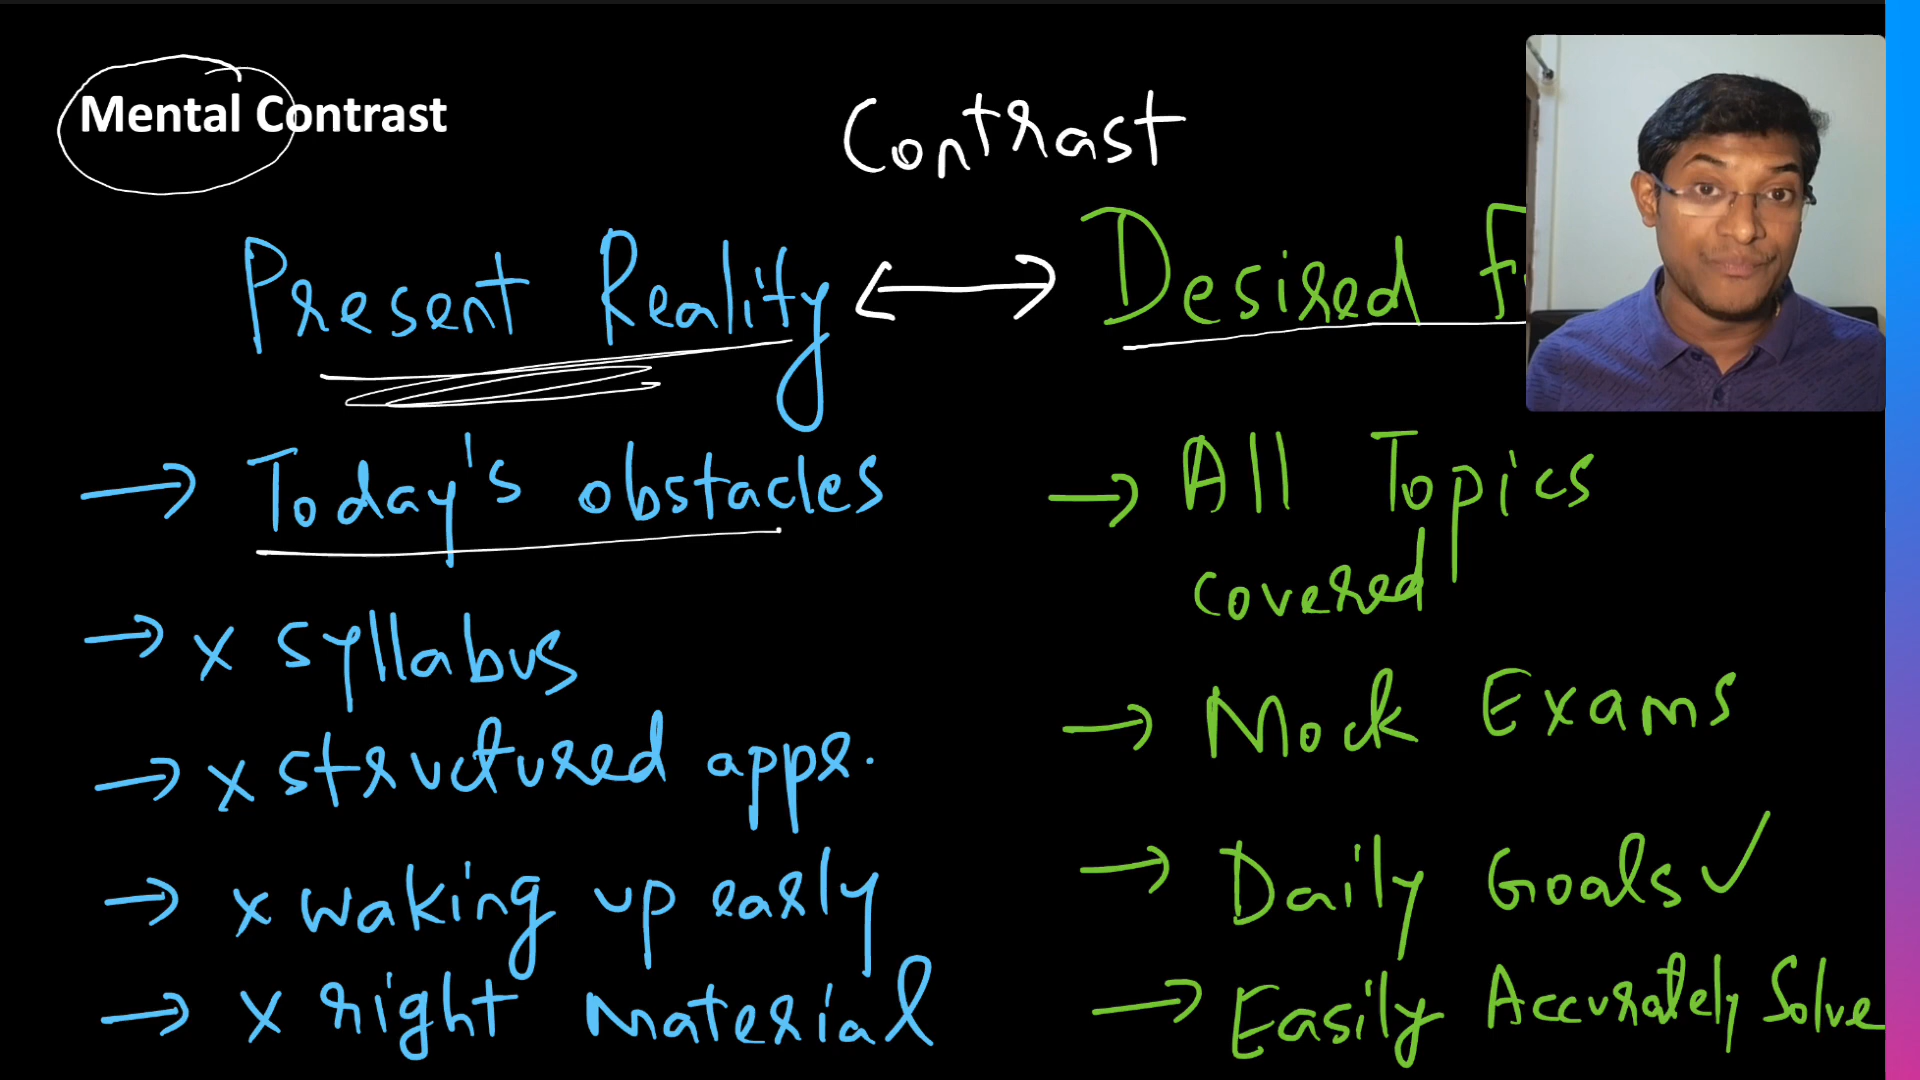 Mental Contrast
Contrast
Present Reality ↔ Desired F
→ Today's obstacles
→ x syllabus
→ x structured appr.
→ x waking up early
→ x right material
→ All Topics
covered
→ Mock Exams
→ Daily Goals ✓
→ Easily Accurately Solve